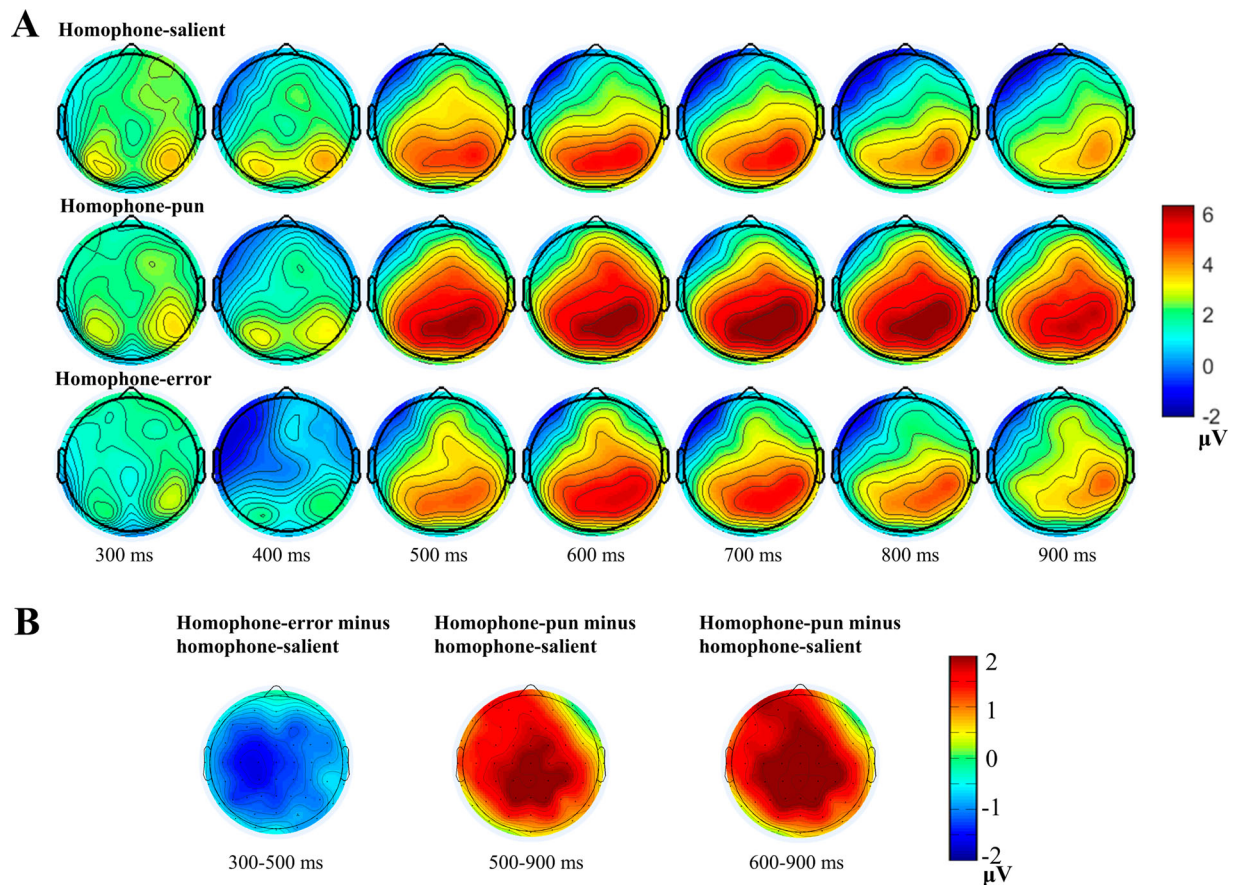 A
Homophone-salient
Homophone-pun
Homophone-error
300 ms 400 ms 500 ms 600 ms 700 ms 800 ms 900 ms
6
4
2
0
-2
μV
B
Homophone-error minus
homophone-salient
Homophone-pun minus
homophone-salient
Homophone-pun minus
homophone-salient
300-500 ms 500-900 ms 600-900 ms
2
1
0
-1
-2
μV